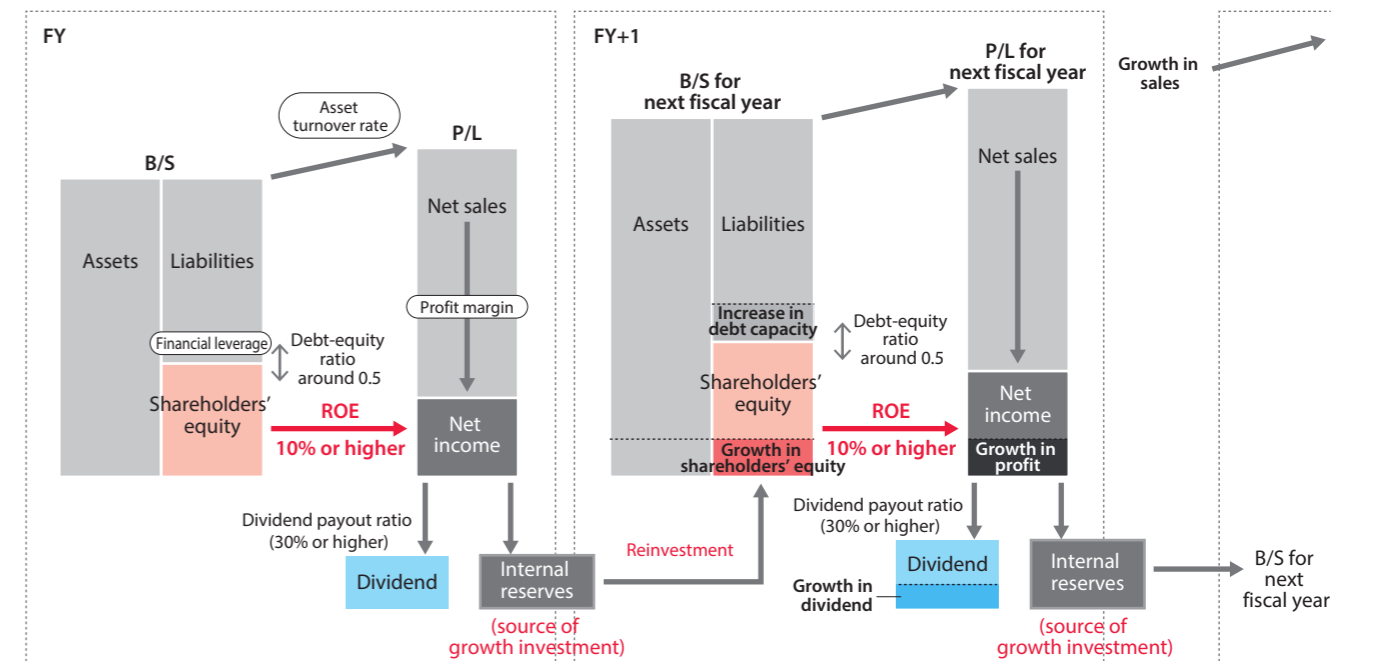 FY
Asset
turnover rate
B/S
P/L
Assets
Liabilities
Net sales
Profit margin
Financial leverage
Debt-equity
ratio
around 0.5
Shareholders'
equity
ROE
10% or higher
Net
income
Dividend payout ratio
(30% or higher)
Dividend
Internal
reserves
(source of
growth investment)
Reinvestment
FY+1
B/S for
next fiscal year
P/L for
next fiscal year
Growth in
sales
Assets
Liabilities
Net sales
Increase in
debt capacity
Debt-equity
ratio
around 0.5
Shareholders'
equity
Growth in
shareholders' equity
ROE
10% or higher
Net
income
Growth in
profit
Dividend payout ratio
(30% or higher)
Dividend
Growth in
dividend
Internal
reserves
(source of
growth investment)
B/S for
next
fiscal year